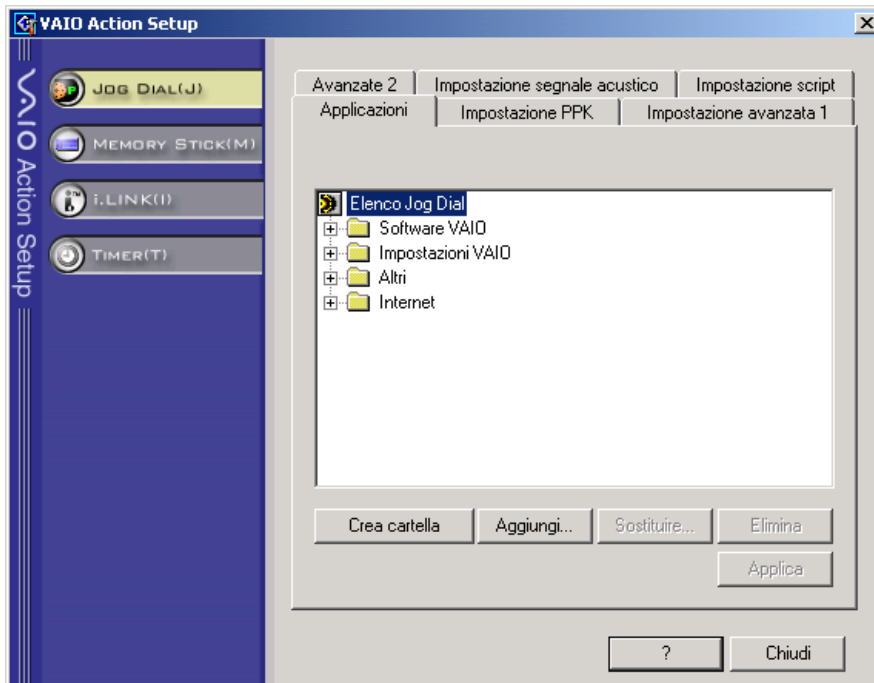 VAIO Action Setup
VAIO Action Setup
JOG DIAL(J)
MEMORY STICK(M)
i.LINK(I)
TIMER(T)
Avanzate 2
Impostazione segnale acustico
Impostazione script
Applicazioni
Impostazione PPK
Impostazione avanzata 1
Elenco Jog Dial
Software VAIO
Impostazioni VAIO
Altri
Internet
Crea cartella
Aggiungi...
Sostituire...
Elimina
Applica
?
Chiudi